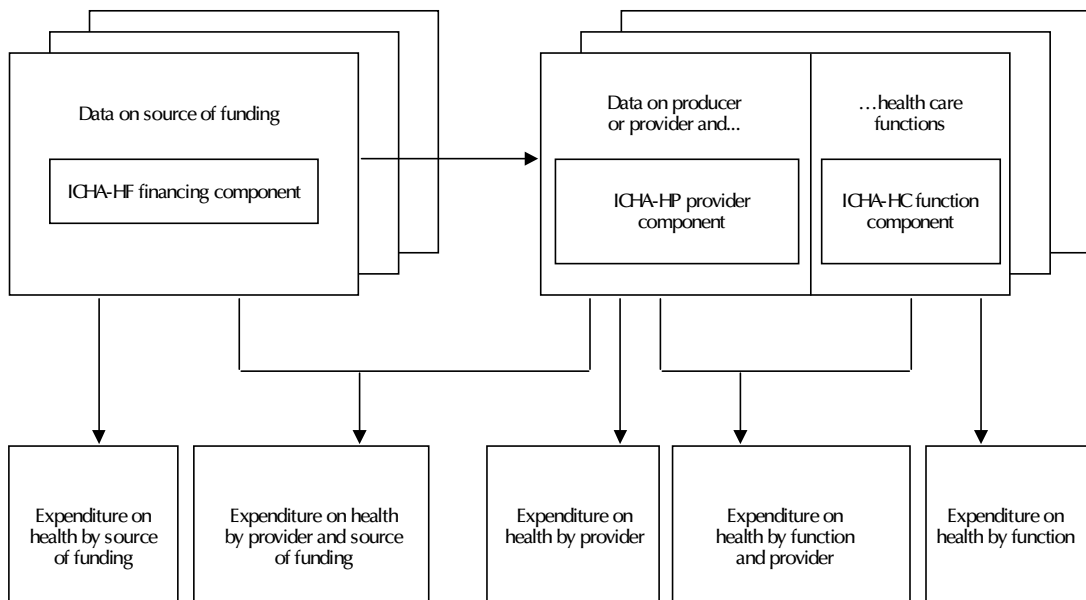 Data on source of funding
ICHA-HF financing component
Data on producer
or provider and...
ICHA-HP provider
component
…health care
functions
ICHA-HC function
component
Expenditure on
health by source
of funding
Expenditure on health
by provider and source
of funding
Expenditure on
health by provider
Expenditure on
health by function
and provider
Expenditure on
health by function